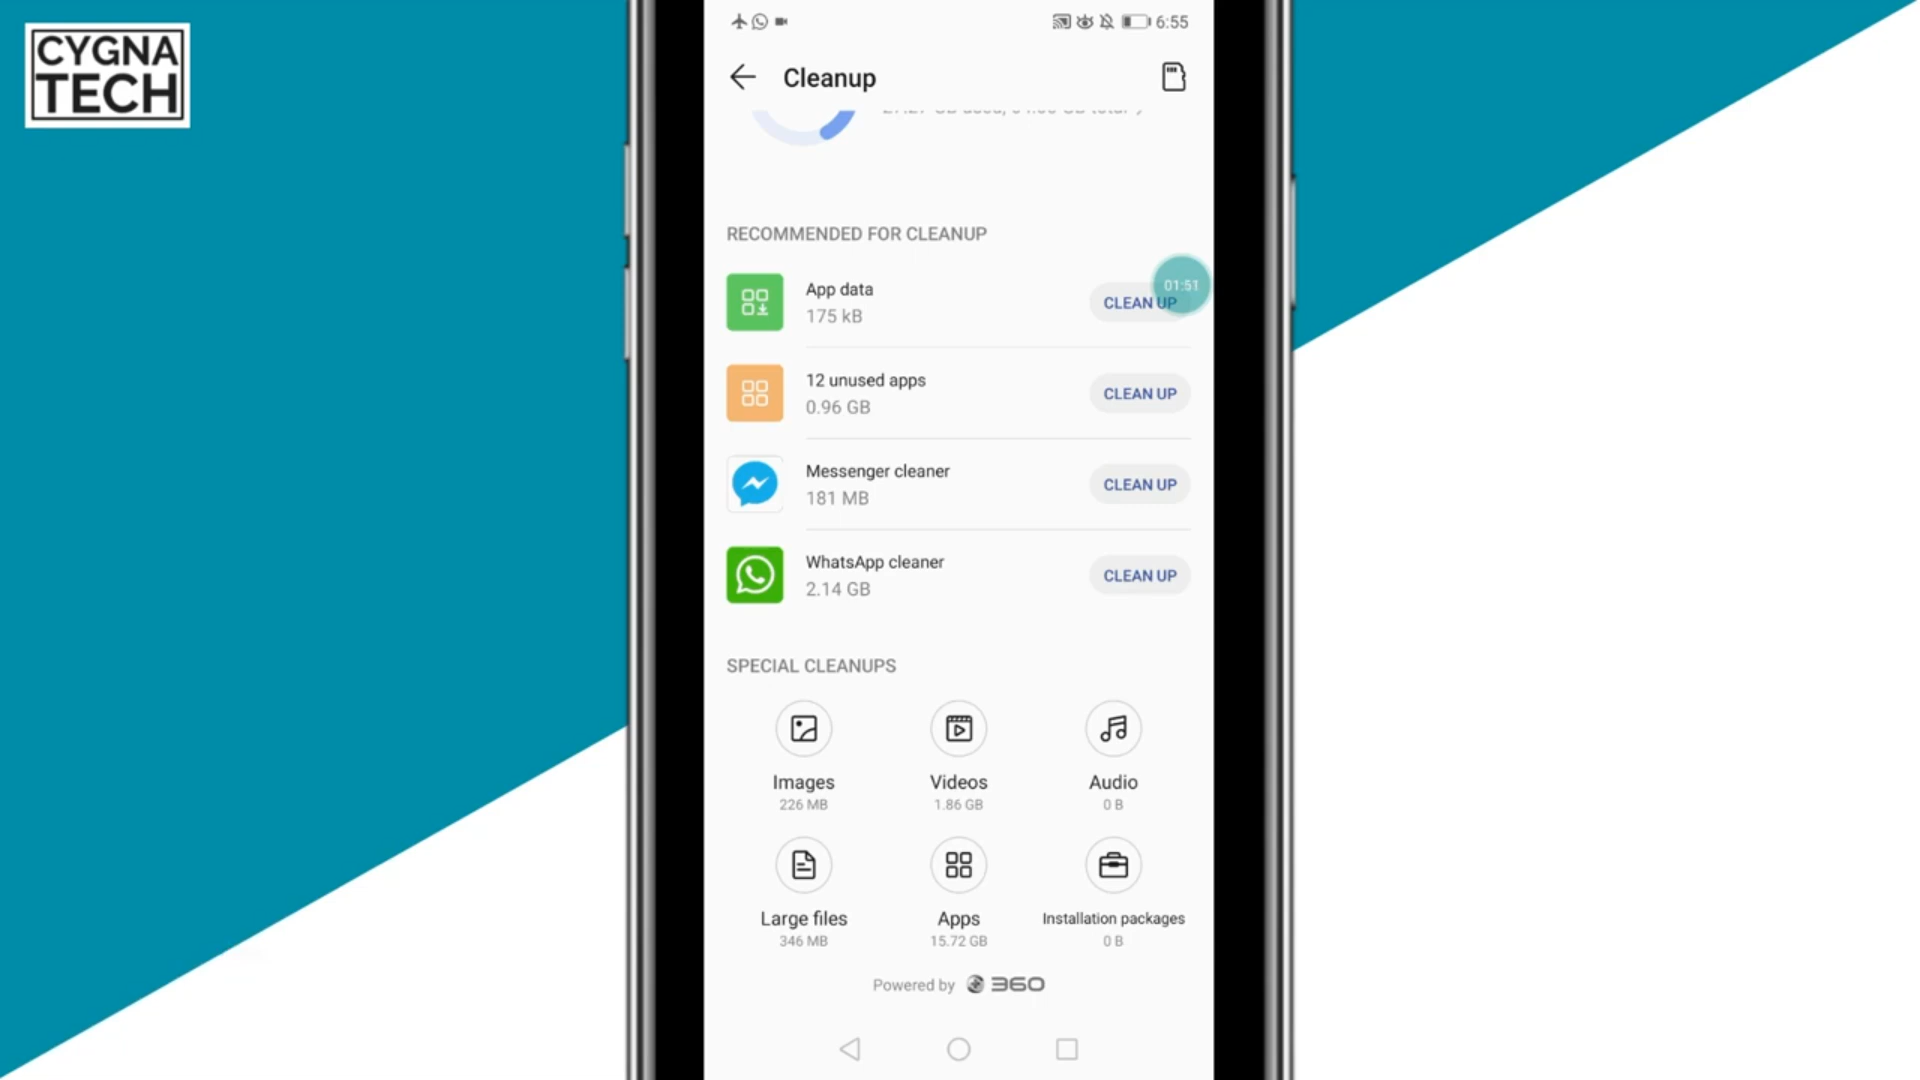 CYGNA
TECH
6:55
Cleanup
RECOMMENDED FOR CLEANUP
App data
175 kB
CLEAN UP
01:51
12 unused apps
0.96 GB
CLEAN UP
Messenger cleaner
181 MB
CLEAN UP
WhatsApp cleaner
2.14 GB
CLEAN UP
SPECIAL CLEANUPS
Images
226 MB
Videos
1.86 GB
Audio
0 B
Large files
346 MB
Apps
15.72 GB
Installation packages
0 B
Powered by 360